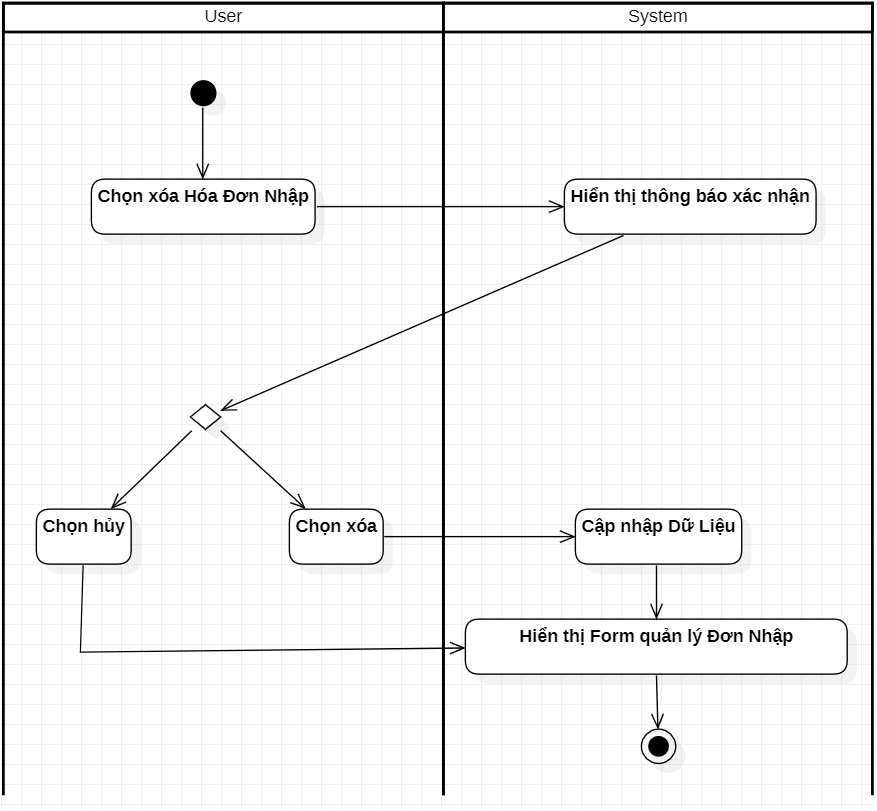 User
System
Chọn xóa Hóa Đơn Nhập
Hiển thị thông báo xác nhận
Chọn hủy
Chọn xóa
Cập nhập Dữ Liệu
Hiển thị Form quản lý Đơn Nhập